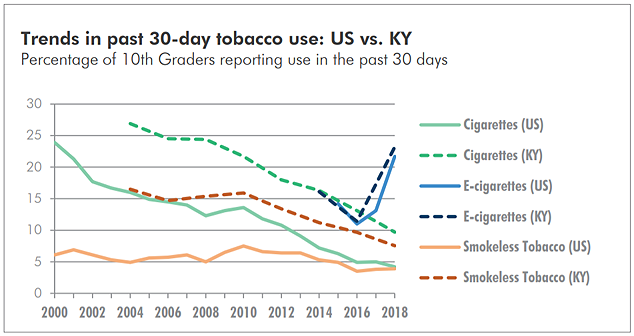 Trends in past 30-day tobacco use: US vs. KY
Percentage of 10th Graders reporting use in the past 30 days
30
25
20
15
10
5
0
2000 2002 2004 2006 2008 2010 2012 2014 2016 2018
Cigarettes (US)
Cigarettes (KY)
E-cigarettes (US)
E-cigarettes (KY)
Smokeless Tobacco (US)
Smokeless Tobacco (KY)